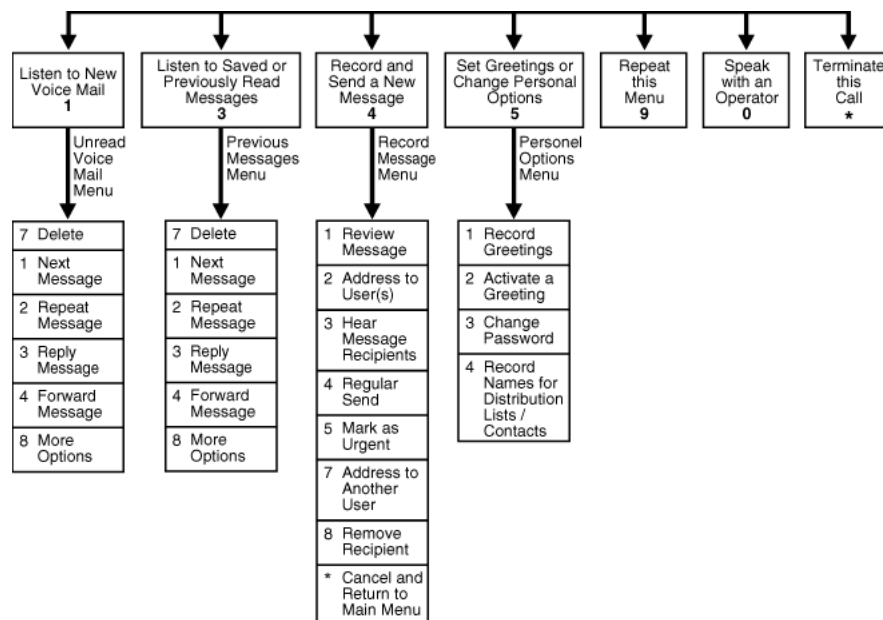 Listen to New
Voice Mail
1
Listen to Saved or
Previously Read
Messages
3
Record and
Send a New
Message
4
Set Greetings or
Change Personal
Options
5
Repeat
this
Menu
9
Speak
with an
Operator
0
Terminate
this
Call
*
Unread
Voice
Mail
Menu
Previous
Messages
Menu
Record
Message
Menu
Personel
Options
Menu
7 Delete
1 Next
Message
2 Repeat
Message
3 Reply
Message
4 Forward
Message
8 More
Options
7 Delete
1 Next
Message
2 Repeat
Message
3 Reply
Message
4 Forward
Message
8 More
Options
1 Review
Message
2 Address to
User(s)
3 Hear
Message
Recipients
4 Regular
Send
5 Mark as
Urgent
7 Address to
Another
User
8 Remove
Recipient
* Cancel and
Return to
Main Menu
1 Record
Greetings
2 Activate a
Greeting
3 Change
Password
4 Record
Names for
Distribution
Lists /
Contacts